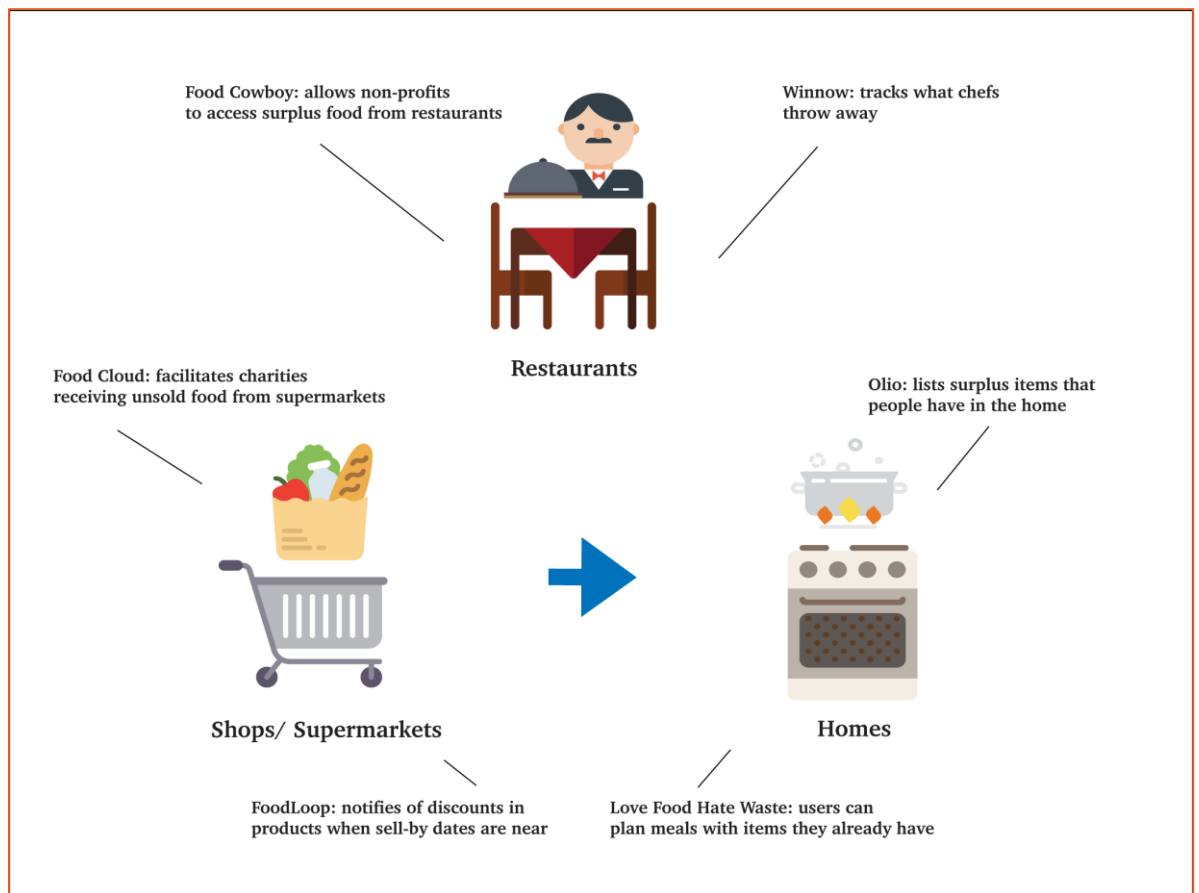 Food Cowboy: allows non-profits
to access surplus food from restaurants
Winnow: tracks what chefs
throw away
Restaurants
Food Cloud: facilitates charities
receiving unsold food from supermarkets
Olio: lists surplus items that
people have in the home
Shops/ Supermarkets
Homes
FoodLoop: notifies of discounts in
products when sell-by dates are near
Love Food Hate Waste: users can
plan meals with items they already have